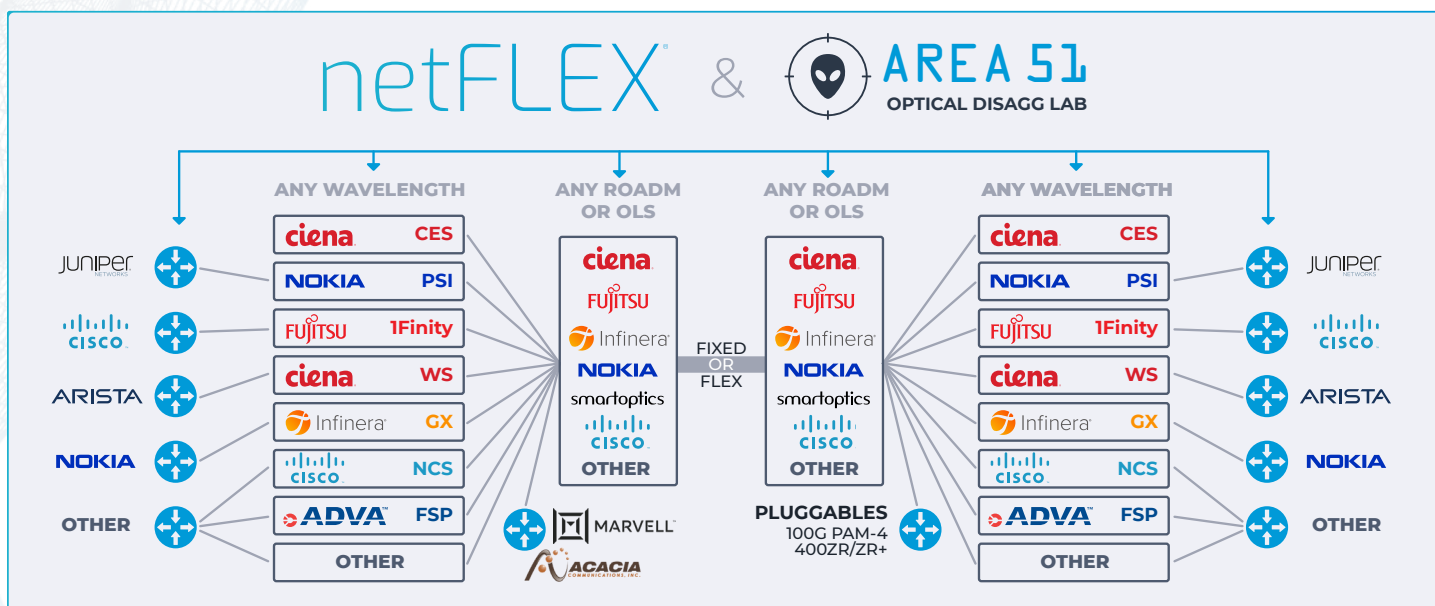 netFLEX® & AREA 51
OPTICAL DISAGG LAB
ANY WAVELENGTH
ANY ROADM
OR OLS
ANY ROADM
OR OLS
ANY WAVELENGTH
JUNIPER
NETWORKS
CISCO
ARISTA
NOKIA
OTHER
ciena CES
NOKIA PSI
FUJITSU 1Finity
ciena WS
Infinera GX
CISCO NCS
ADVA™ FSP
OTHER
ciena
FUJITSU
Infinera
NOKIA
smartoptics
CISCO
OTHER
MARVELL™
ACACIA
COMMUNICATIONS, INC.
FIXED
OR
FLEX
ciena
FUJITSU
Infinera
NOKIA
smartoptics
CISCO
OTHER
PLUGGABLES
100G PAM-4
400ZR/ZR+
ciena CES
NOKIA PSI
FUJITSU 1Finity
ciena WS
Infinera GX
CISCO NCS
ADVA™ FSP
OTHER
JUNIPER
NETWORKS
CISCO
ARISTA
NOKIA
OTHER